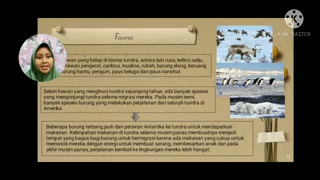 Fauna
hewan yang hidup di bioma tundra, antara lain rusa, kelinci salju,
hewan pengerat, caribou, muskox, rubah, burung elang, beruang
burung hantu, penguin, paus beluga dan paus narwhal.
Selain hewan yang menghuni tundra sepanjang tahun, ada banyak spesies
yang mengunjungi tundra selama migrasi mereka. Pada musim semi,
banyak spesies burung yang melakukan perjalanan dari seluruh tundra di
Amerika.
Beberapa burung terbang jauh dari perairan Antartika ke tundra untuk mendapatkan
makanan. Kelimpahan makanan di tundra selama musim panas membuatnya menjadi
tempat yang bagus bagi burung untuk bermigrasi karena ada makanan yang cukup untuk
memasok mereka dengan energi untuk membuat sarang, membesarkan anak dan pada
akhir musim panas, perjalanan kembali ke lingkungan mereka lebih hangat.
KINEMASTER